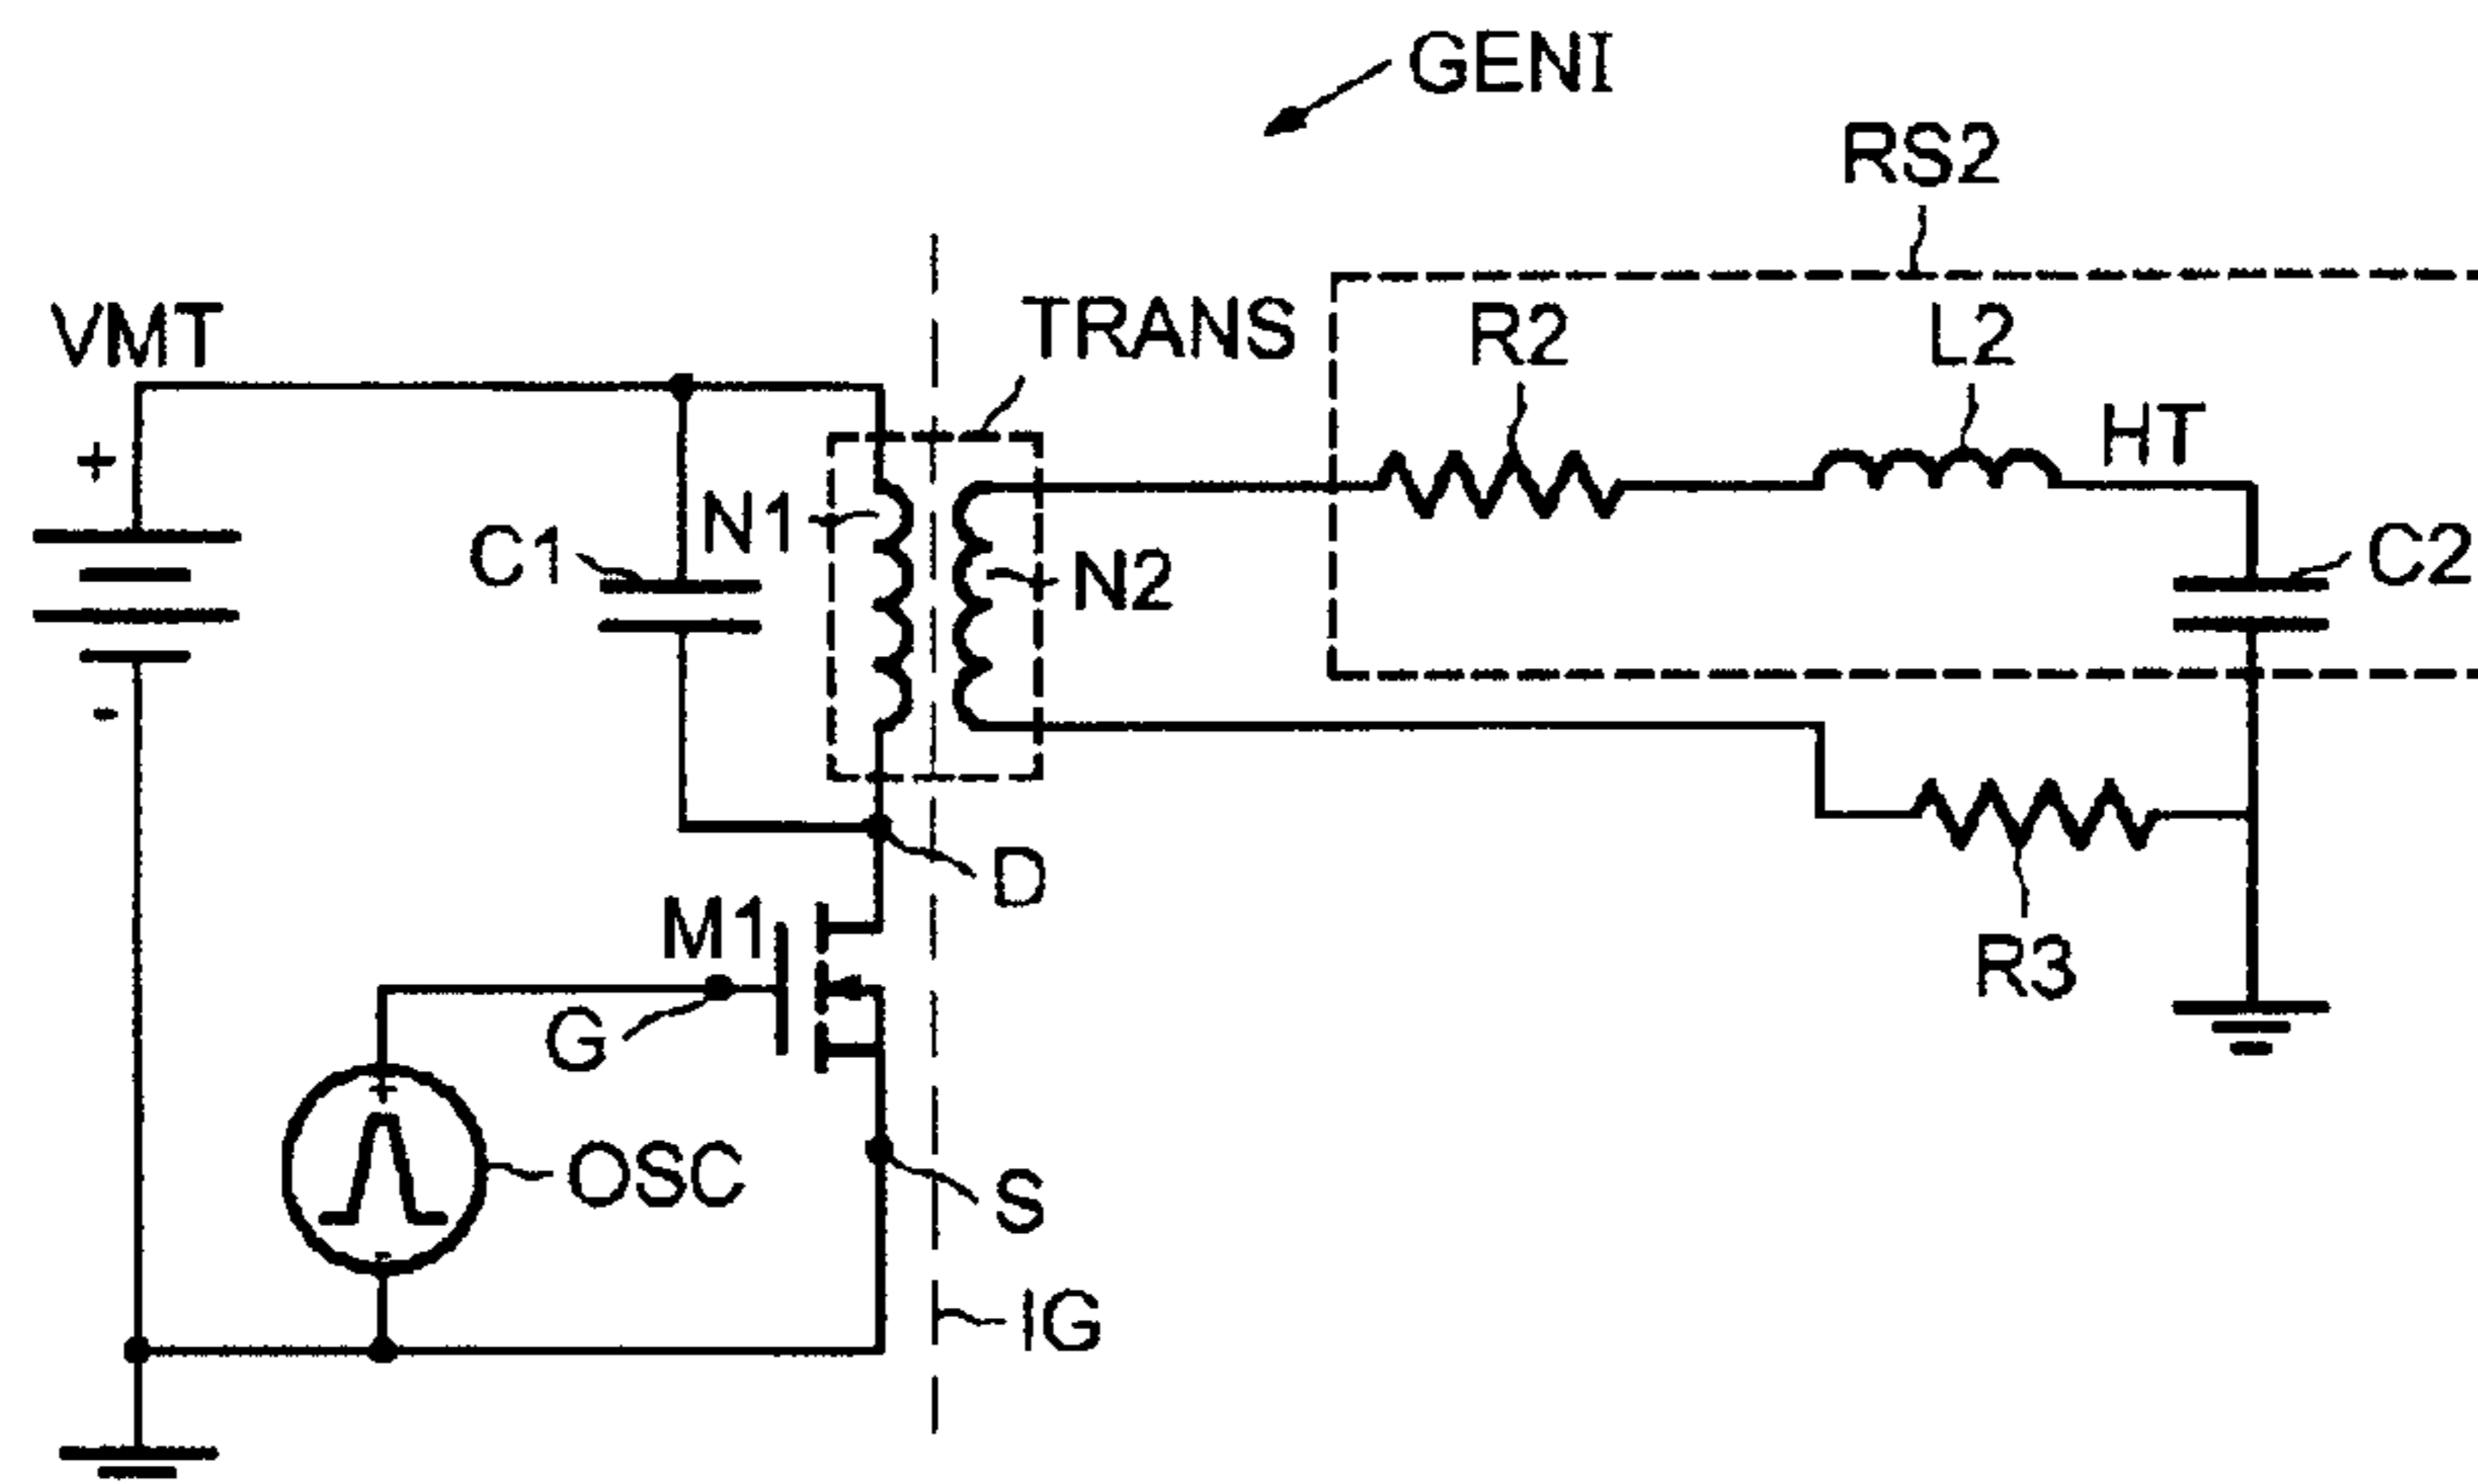 GENI
RS2
VMT
TRANS
R2
L2
HT
+
C1
N1
N2
C2
-
D
M1
R3
G
+
OSC
S
-
IG